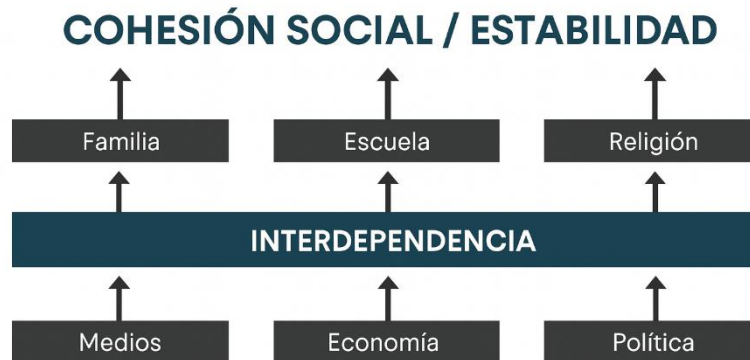 COHESIÓN SOCIAL / ESTABILIDAD
Familia
Escuela
Religión
INTERDEPENDENCIA
Medios
Economía
Política